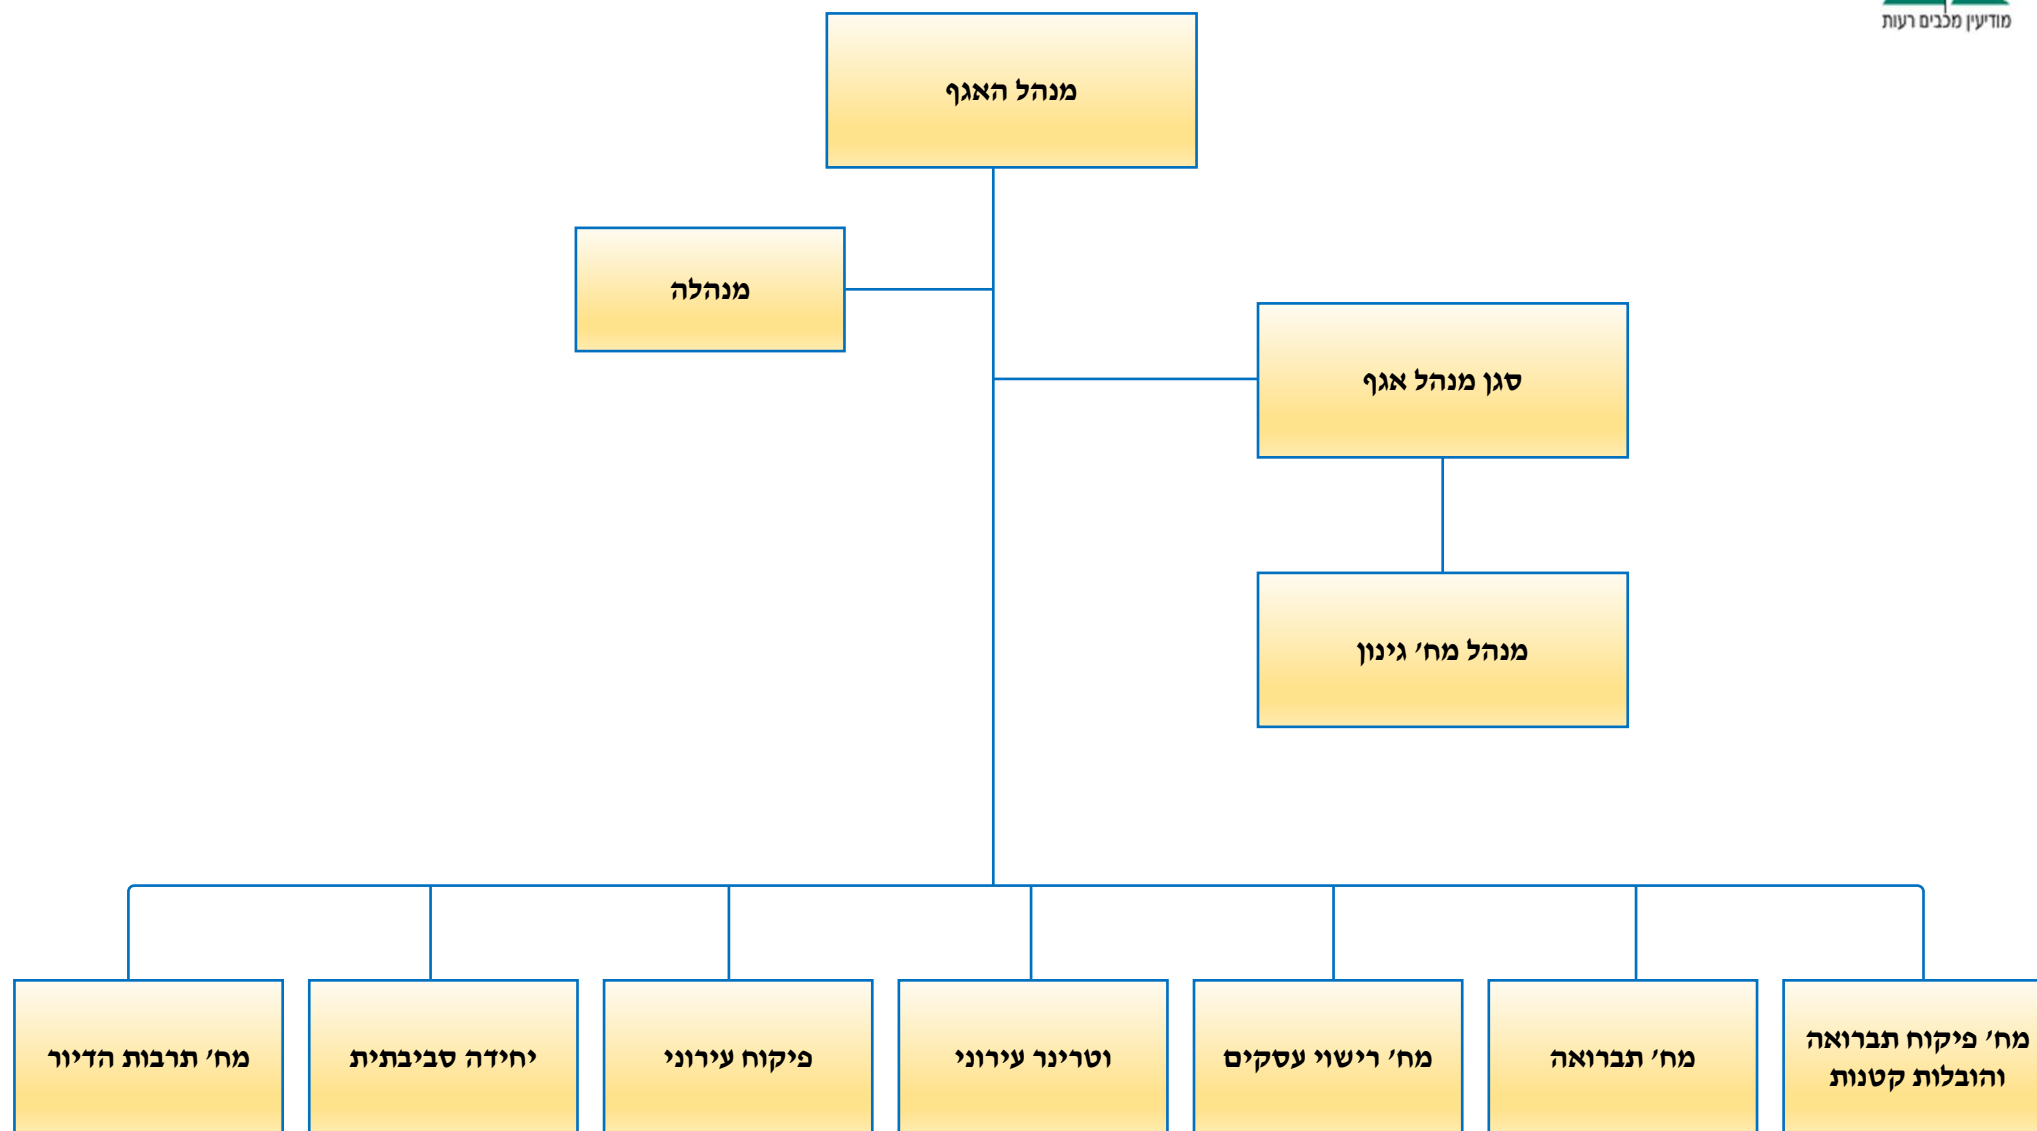 מודיעין מכבים רעות
מנהל האגף
מנהלה
סגן מנהל אגף
מנהל מח׳ גינון
מח׳ פיקוח תברואה
והובלות קטנות
מח׳ תברואה
מח׳ רישוי עסקים
וטרינר עירוני
פיקוח עירוני
יחידה סביבתית
מח׳ תרבות הדיור